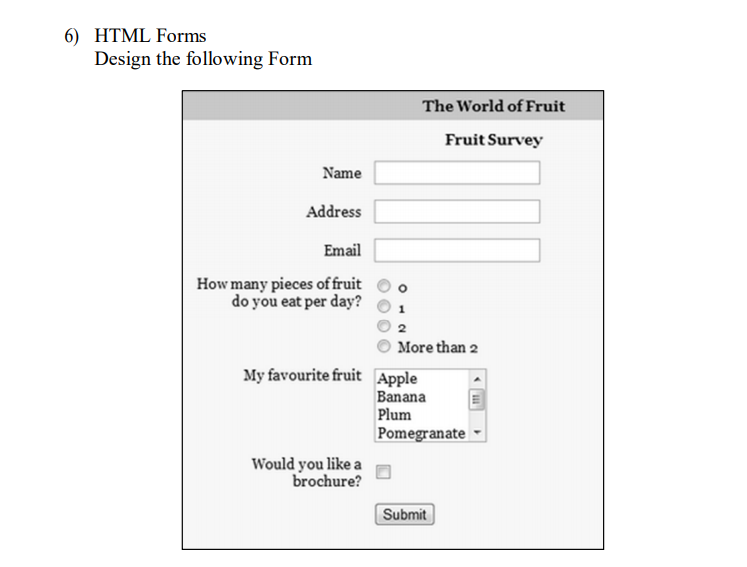 6) HTML Forms
Design the following Form
The World of Fruit
Fruit Survey
Name
Address
Email
How many pieces of fruit
do you eat per day?
0
1
2
More than 2
My favourite fruit
Apple
Banana
Plum
Pomegranate
Would you like a
brochure?
Submit